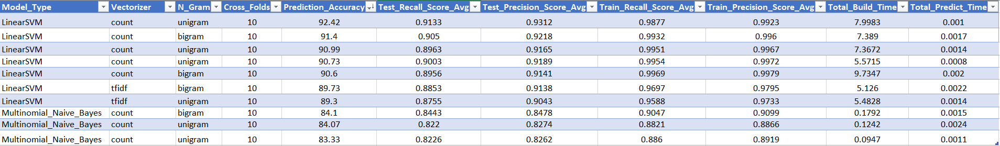 Model_Type Vectorizer N_Gram Cross_Folds Prediction_Accuracy Test_Recall_Score_Avg Test_Precision_Score_Avg Train_Recall_Score_Avg Train_Precision_Score_Avg Total_Build_Time Total_Predict_Time
LinearSVM count unigram 10 92.42 0.9133 0.9312 0.9877 0.9923 7.9983 0.001
LinearSVM count bigram 10 91.4 0.905 0.9218 0.9932 0.996 7.389 0.0017
LinearSVM count unigram 10 90.99 0.8963 0.9165 0.9951 0.9967 7.3672 0.0014
LinearSVM count unigram 10 90.73 0.9003 0.9189 0.9954 0.9972 5.5715 0.0008
LinearSVM count bigram 10 90.6 0.8956 0.9141 0.9969 0.9979 9.7347 0.002
LinearSVM tfidf bigram 10 89.73 0.8853 0.9138 0.9697 0.9795 5.126 0.0022
LinearSVM tfidf unigram 10 89.3 0.8755 0.9043 0.9588 0.9733 5.4828 0.0014
Multinomial_Naive_Bayes count bigram 10 84.1 0.8443 0.8478 0.9047 0.9099 0.1792 0.0015
Multinomial_Naive_Bayes count unigram 10 84.07 0.822 0.8274 0.8821 0.8866 0.1242 0.0024
Multinomial_Naive_Bayes count unigram 10 83.33 0.8226 0.8262 0.886 0.8919 0.0947 0.0011